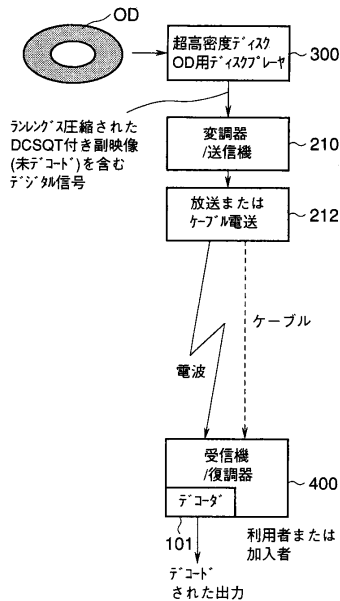 OD
超高密度ディスク
OD用ディスクプレーヤ
300
ランレングス圧縮された
DCSQT付き副映像
(未デコード)を含む
デジタル信号
変調器
/送信機
210
放送または
ケーブル電送
212
ケーブル
電波
受信機
/復調器
デコーダ
400
101
利用者または
加入者
デコード
された出力